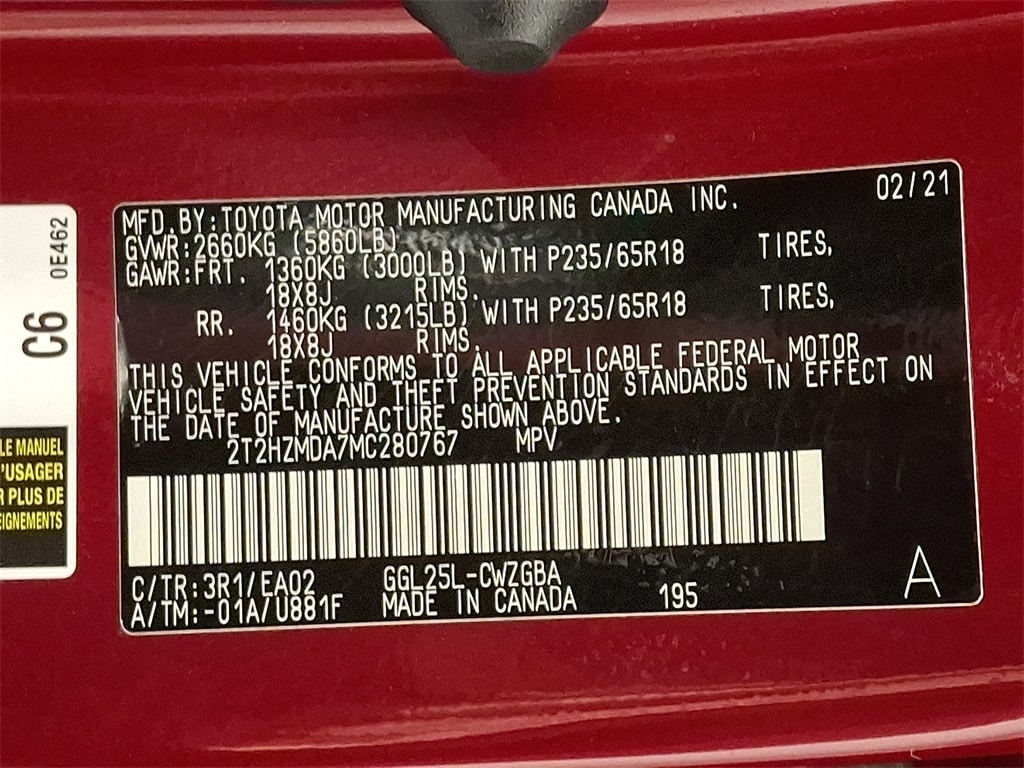 MFD.BY:TOYOTA MOTOR MANUFACTURING CANADA INC. 02/21
GVWR:2660KG (5860LB)
GAWR:FRT. 1360KG (3000LB) WITH P235/65R18 TIRES,
18X8J RIMS.
RR. 1460KG (3215LB) WITH P235/65R18 TIRES,
18X8J RIMS.
THIS VEHICLE CONFORMS TO ALL APPLICABLE FEDERAL MOTOR
VEHICLE SAFETY AND THEFT PREVENTION STANDARDS IN EFFECT ON
THE DATE OF MANUFACTURE SHOWN ABOVE.
2T2HZMDA7MC280767 MPV
C/TR:3R1/EA02 GGL25L-CWZGBA
A/TM:-01A/U881F MADE IN CANADA 195 A
C6 0E462
LE MANUEL
'USAGER
R PLUS DE
EIGNEMENTS